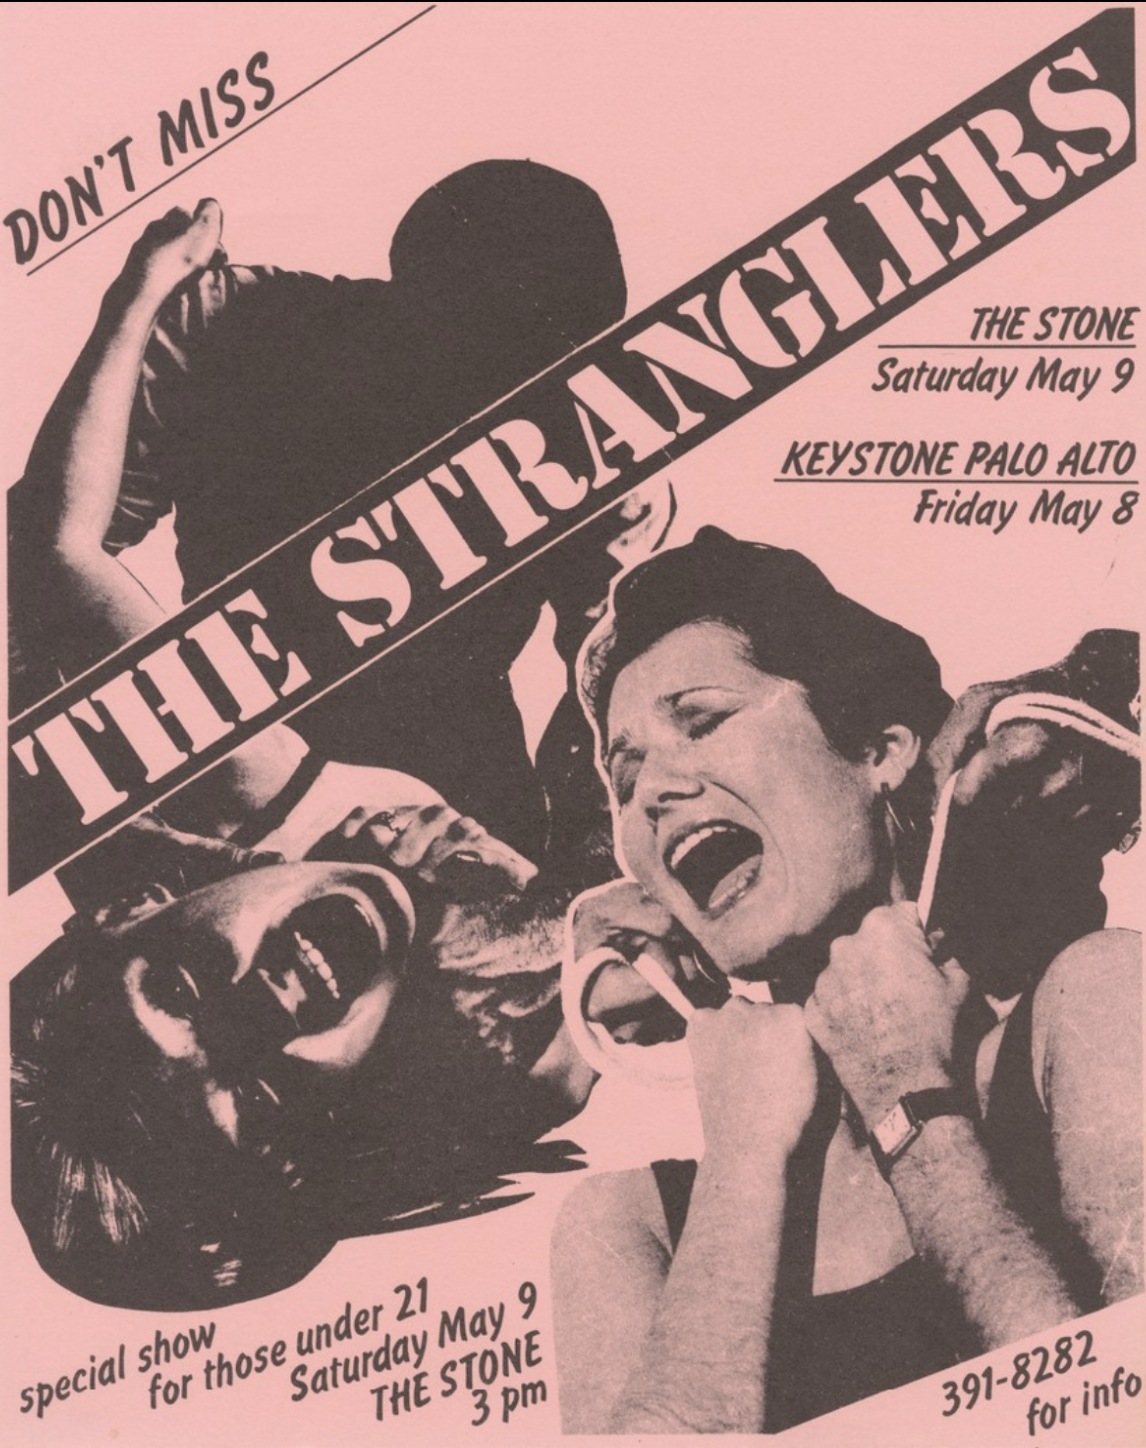 DON'T MISS
THE STRANGLERS
THE STONE
Saturday May 9
KEYSTONE PALO ALTO
Friday May 8
special show
for those under 21
Saturday May 9
THE STONE
3 pm
391-8282
for info